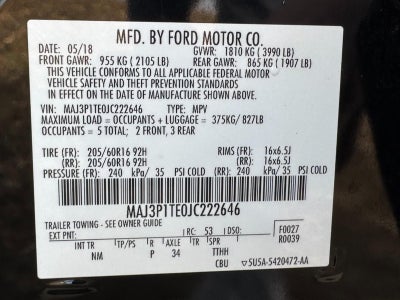 MFD. BY FORD MOTOR CO.
DATE: 05/18 GVWR: 1810 KG ( 3990 LB)
FRONT GAWR: 955 KG ( 2105 LB) REAR GAWR: 865 KG ( 1907 LB)
THIS VEHICLE CONFORMS TO ALL APPLICABLE FEDERAL MOTOR
VEHICLE SAFETY AND THEFT PREVENTION STANDARDS
IN EFFECT ON THE DATE OF MANUFACTURE SHOWN ABOVE.
VIN: MAJ3P1TE0JC222646 TYPE: MPV
MAXIMUM LOAD = OCCUPANTS + LUGGAGE = 375KG/ 827LB
OCCUPANTS = 5 TOTAL; 2 FRONT, 3 REAR
TIRE (FR): 205/60R16 92H RIMS (FR): 16x6.5J
(RR): 205/60R16 92H (RR): 16x6.5J
PRESSURE (FR): 240 kPa/ 35 PSI COLD (RR): 240 kPa/ 35 PSI COLD
MAJ3P1TE0JC222646
TRAILER TOWING - SEE OWNER GUIDE
EXT PNT: RC: 53 DSO: F0027
R0039
INT TR TP/PS R AXLE TR SPR
NM P 34 TTHH
CBU ▽5U5A-5420472-AA